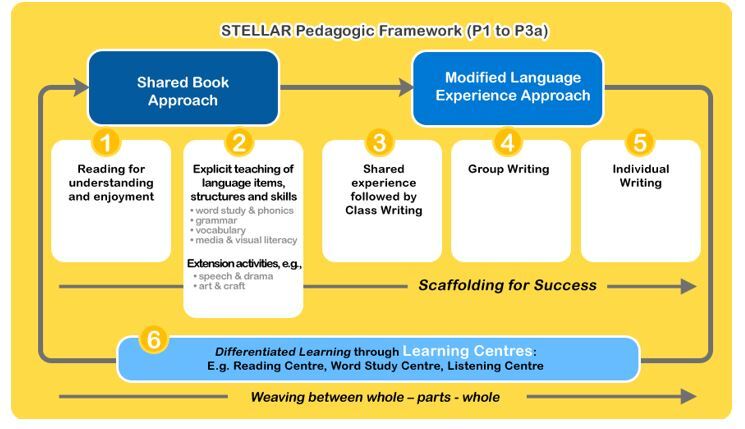 STELLAR Pedagogic Framework (P1 to P3a)
Shared Book
Approach
Modified Language
Experience Approach
1
Reading for
understanding
and enjoyment
2
Explicit teaching of
language items,
structures and skills
• word study & phonics
• grammar
• vocabulary
• media & visual literacy
Extension activities, e.g.,
• speech & drama
• art & craft
3
Shared
experience
followed by
Class Writing
4
Group Writing
5
Individual
Writing
Scaffolding for Success
6
Differentiated Learning through Learning Centres:
E.g. Reading Centre, Word Study Centre, Listening Centre
Weaving between whole – parts - whole